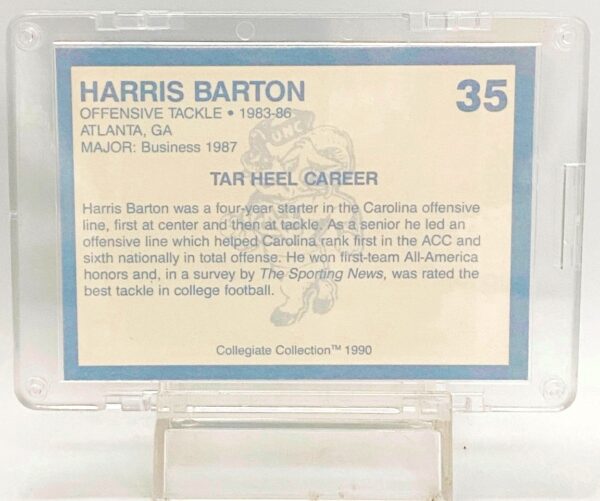 HARRIS BARTON 35
OFFENSIVE TACKLE • 1983-86
ATLANTA, GA
MAJOR: Business 1987
UNC
TAR HEEL CAREER
Harris Barton was a four-year starter in the Carolina offensive
line, first at center and then at tackle. As a senior he led an
offensive line which helped Carolina rank first in the ACC and
sixth nationally in total offense. He won first-team All-America
honors and, in a survey by The Sporting News, was rated the
best tackle in college football.
Collegiate Collection™ 1990